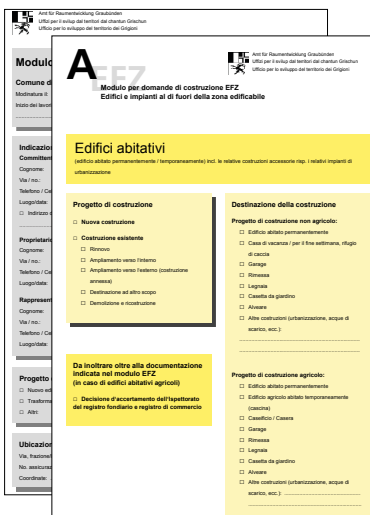 Amt für Raumentwicklung Graubünden
Uffizi per il svilup dal territori dal chantun Grischun
Ufficio per lo sviluppo del territorio dei Grigioni
Modulo
Comune d
Modinatura il:
Inizio dei lavori
Indicazio
Committen
Cognome:
Via / no.:
Telefono / Ce
Luogo/data:
□ Indirizzo d
Proprietario
Cognome:
Via / no.:
Telefono / Ce
Luogo/data:
Rappresent
Cognome:
Via / no.:
Telefono / Ce
Luogo/data:
Progetto
□ Nuovo edi
□ Trasforma
□ Altri:
Ubicazion
Via, frazione/
No. assicuraz
Coordinate:
A EFZ
Amt für Raumentwicklung Graubünden
Uffizi per il svilup dal territori dal chantun Grischun
Ufficio per lo sviluppo del territorio dei Grigioni
Modulo per domande di costruzione EFZ
Edifici e impianti al di fuori della zona edificabile
Edifici abitativi
(edificio abitato permanentemente / temporaneamente) incl. le relative costruzioni accessorie risp. i relativi impianti di
urbanizzazione
Progetto di costruzione
□ Nuova costruzione
□ Costruzione esistente
□ Rinnovo
□ Ampliamento verso l'interno
□ Ampliamento verso l'esterno (costruzione
annessa)
□ Destinazione ad altro scopo
□ Demolizione e ricostruzione
Da inoltrare oltre alla documentazione
indicata nel modulo EFZ
(in caso di edifici abitativi agricoli)
□ Decisione d'accertamento dell'Ispettorato
del registro fondiario e registro di commercio
Destinazione della costruzione
Progetto di costruzione non agricolo:
□ Edificio abitato permanentemente
□ Casa di vacanza / per il fine settimana, rifugio
di caccia
□ Garage
□ Rimessa
□ Legnaia
□ Casetta da giardino
□ Alveare
□ Altre costruzioni (urbanizzazione, acque di
scarico, ecc.):
Progetto di costruzione agricolo:
□ Edificio abitato permanentemente
□ Edificio agricolo abitato temporaneamente
(cascina)
□ Caseificio / Casera
□ Garage
□ Rimessa
□ Legnaia
□ Casetta da giardino
□ Alveare
□ Altre costruzioni (urbanizzazione, acque di
scarico, ecc.):